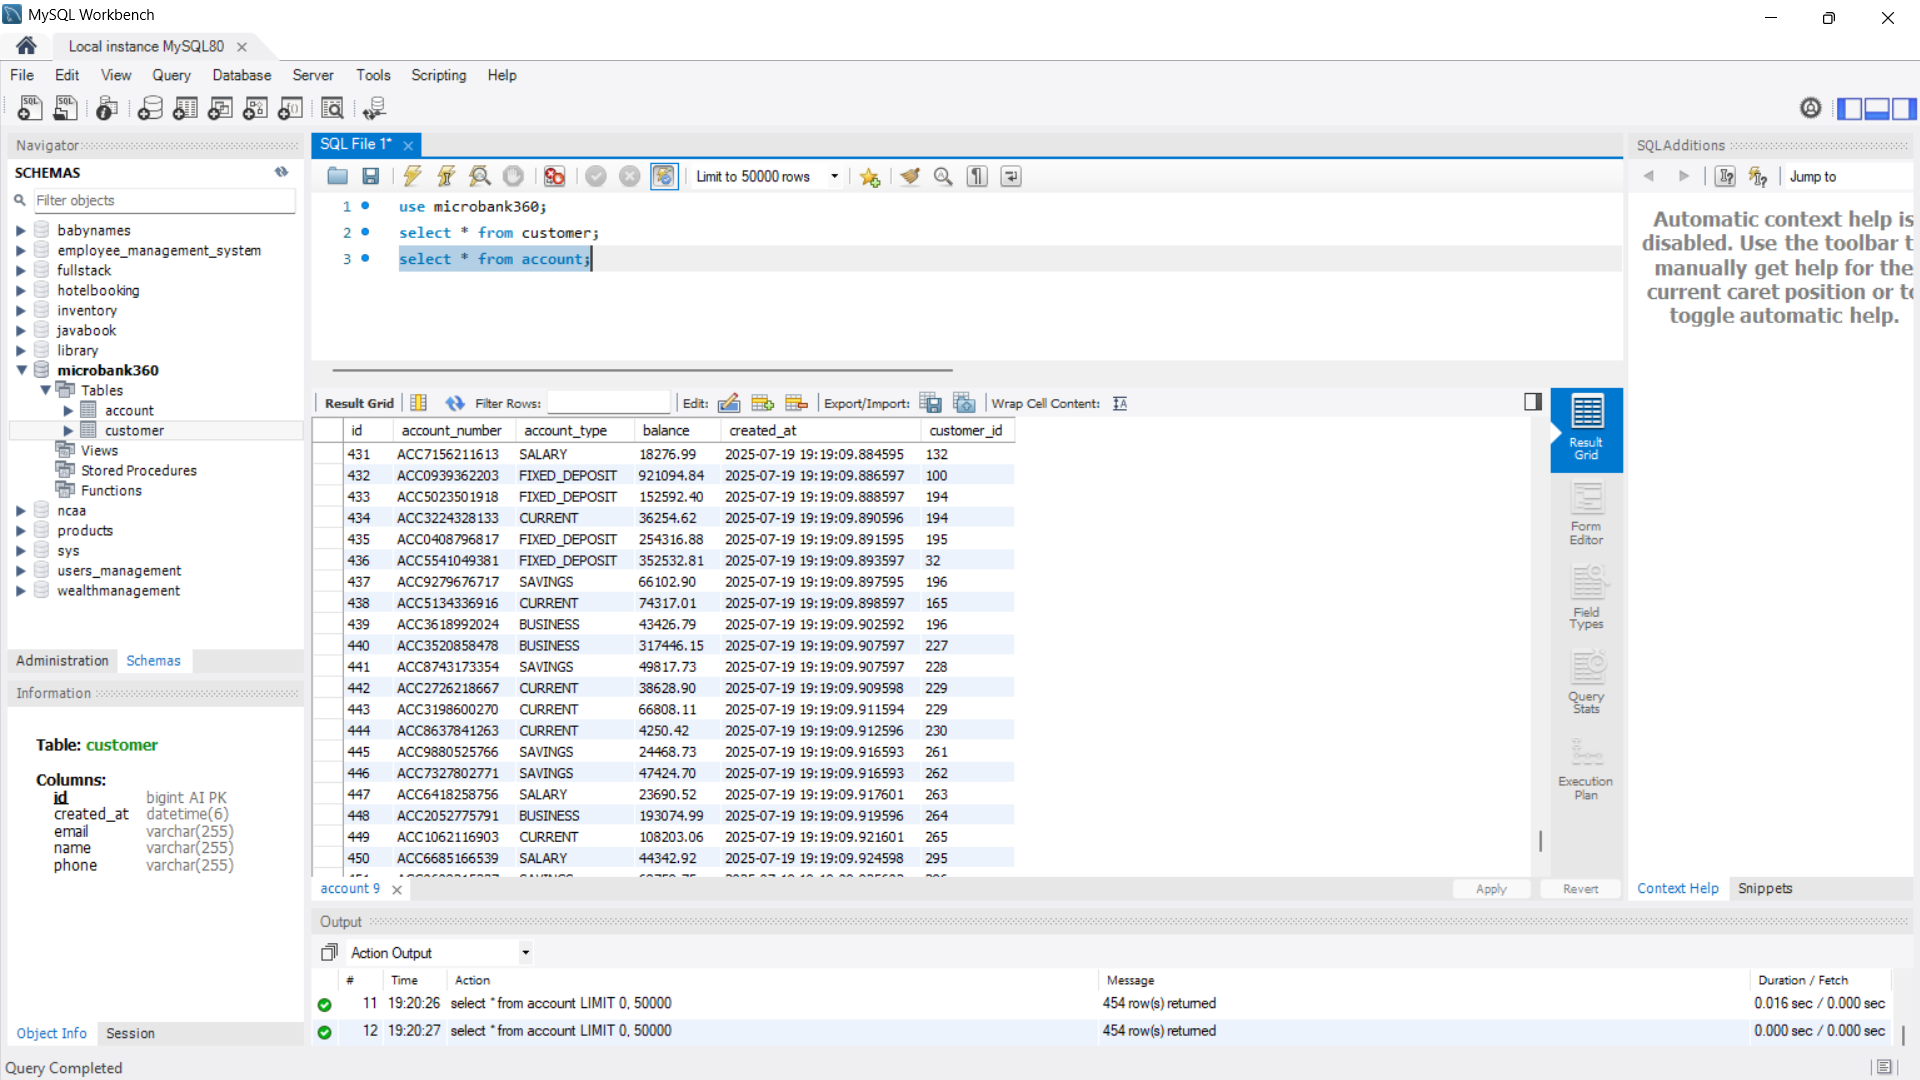 MySQL Workbench
Local instance MySQL80
File Edit View Query Database Server Tools Scripting Help
Navigator
SCHEMAS
Filter objects
babynames
employee_management_system
fullstack
hotelbooking
inventory
javabook
library
microbank360
Tables
account
customer
Views
Stored Procedures
Functions
ncaa
products
sys
users_management
wealthmanagement
Administration Schemas
Information
Table: customer
Columns:
id bigint AI PK
created_at datetime(6)
email varchar(255)
name varchar(255)
phone varchar(255)
Object Info Session
SQL File 1*
Limit to 50000 rows
1 use microbank360;
2 select * from customer;
3 select * from account;
Result Grid Filter Rows: Edit: Export/Import: Wrap Cell Content:
id account_number account_type balance created_at customer_id
431 ACC7156211613 SALARY 18276.99 2025-07-19 19:19:09.884595 132
432 ACC0939362203 FIXED_DEPOSIT 921094.84 2025-07-19 19:19:09.886597 100
433 ACC5023501918 FIXED_DEPOSIT 152592.40 2025-07-19 19:19:09.888597 194
434 ACC3224328133 CURRENT 36254.62 2025-07-19 19:19:09.890596 194
435 ACC0408796817 FIXED_DEPOSIT 254316.88 2025-07-19 19:19:09.891595 195
436 ACC5541049381 FIXED_DEPOSIT 352532.81 2025-07-19 19:19:09.893597 32
437 ACC9279676717 SAVINGS 66102.90 2025-07-19 19:19:09.897595 196
438 ACC5134336916 CURRENT 74317.01 2025-07-19 19:19:09.898597 165
439 ACC3618992024 BUSINESS 43426.79 2025-07-19 19:19:09.902592 196
440 ACC3520858478 BUSINESS 317446.15 2025-07-19 19:19:09.907597 227
441 ACC8743173354 SAVINGS 49817.73 2025-07-19 19:19:09.907597 228
442 ACC2726218667 CURRENT 38628.90 2025-07-19 19:19:09.909598 229
443 ACC3198600270 CURRENT 66808.11 2025-07-19 19:19:09.911594 229
444 ACC8637841263 CURRENT 4250.42 2025-07-19 19:19:09.912596 230
445 ACC9880525766 SAVINGS 24468.73 2025-07-19 19:19:09.916593 261
446 ACC7327802771 SAVINGS 47424.70 2025-07-19 19:19:09.916593 262
447 ACC6418258756 SALARY 23690.52 2025-07-19 19:19:09.917601 263
448 ACC2052775791 BUSINESS 193074.99 2025-07-19 19:19:09.919596 264
449 ACC1062116903 CURRENT 108203.06 2025-07-19 19:19:09.921601 265
450 ACC6685166539 SALARY 44342.92 2025-07-19 19:19:09.924598 295
Result Grid
Form Editor
Field Types
Query Stats
Execution Plan
account 9
Apply Revert
SQLAdditions
Jump to
Automatic context help is
disabled. Use the toolbar t
manually get help for the
current caret position or to
toggle automatic help.
Context Help Snippets
Output
Action Output
# Time Action Message Duration / Fetch
11 19:20:26 select * from account LIMIT 0, 50000 454 row(s) returned 0.016 sec / 0.000 sec
12 19:20:27 select * from account LIMIT 0, 50000 454 row(s) returned 0.000 sec / 0.000 sec
Query Completed